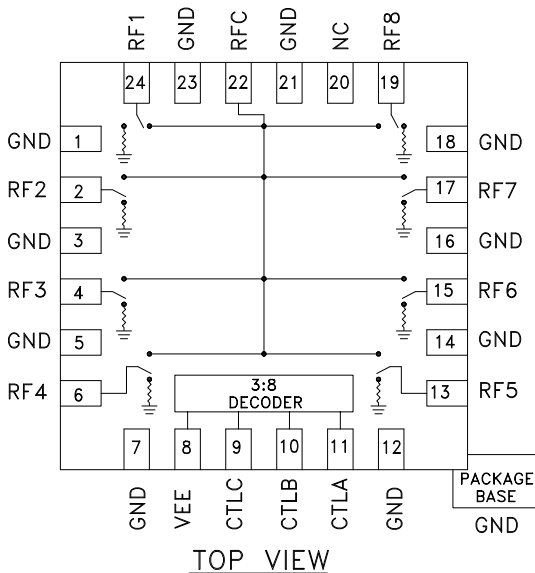 RF1 GND RFC GND NC RF8
24 23 22 21 20 19
GND 1 18 GND
RF2 2 17 RF7
GND 3 16 GND
RF3 4 15 RF6
GND 5 14 GND
RF4 6 13 RF5
3:8
DECODER
7 8 9 10 11 12
GND VEE CTLC CTLB CTLA GND
PACKAGE
BASE
GND
TOP VIEW